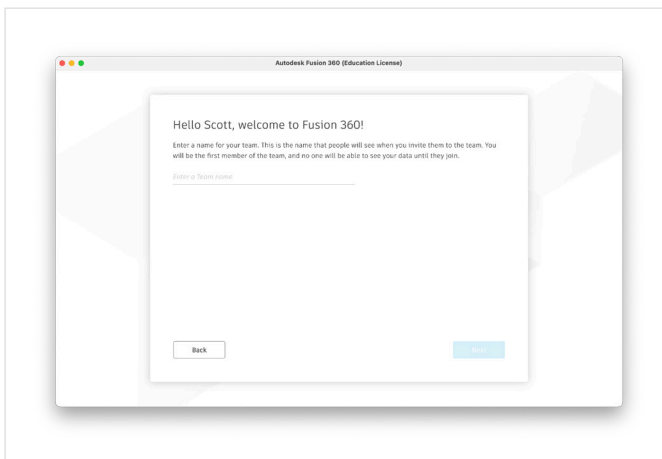 Autodesk Fusion 360 (Education License)
Hello Scott, welcome to Fusion 360!
Enter a name for your team. This is the name that people will see when you invite them to the team. You
will be the first member of the team, and no one will be able to see your data until they join.
Enter a Team name
Back
Next